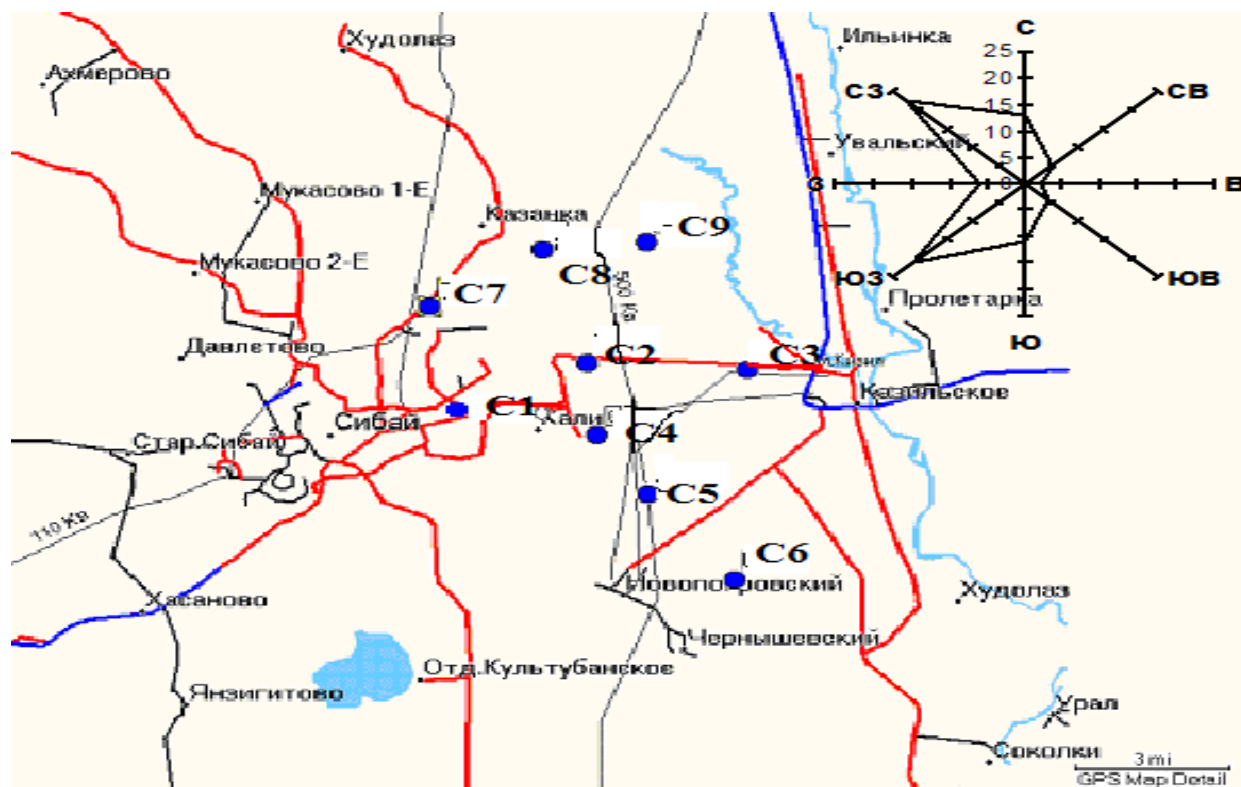 Худолаз
Ильинка
С
25
20
15
10
5
0
СЗ
СВ
Ахмерово
Увальский
З
В
Мукасово 1-Е
Казанка
С9
С8
Мукасово 2-Е
500 Кв
ЮЗ
ЮВ
С7
Пролетарка
Ю
Давлетово
С2
С3
Кизильское
С1
Сибай
Хали
С4
Стар.Сибай
С5
110 КВ
С6
Новопокровский
Худолаз
Хасаново
Чернышевский
Отд.Культубанское
Янзигитово
Урал
Соколки
3 mi
GPS Map Detail